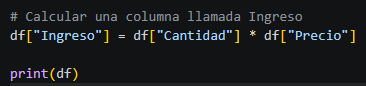 # Calcular una columna llamada Ingreso
df["Ingreso"] = df["Cantidad"] * df["Precio"]
print(df)